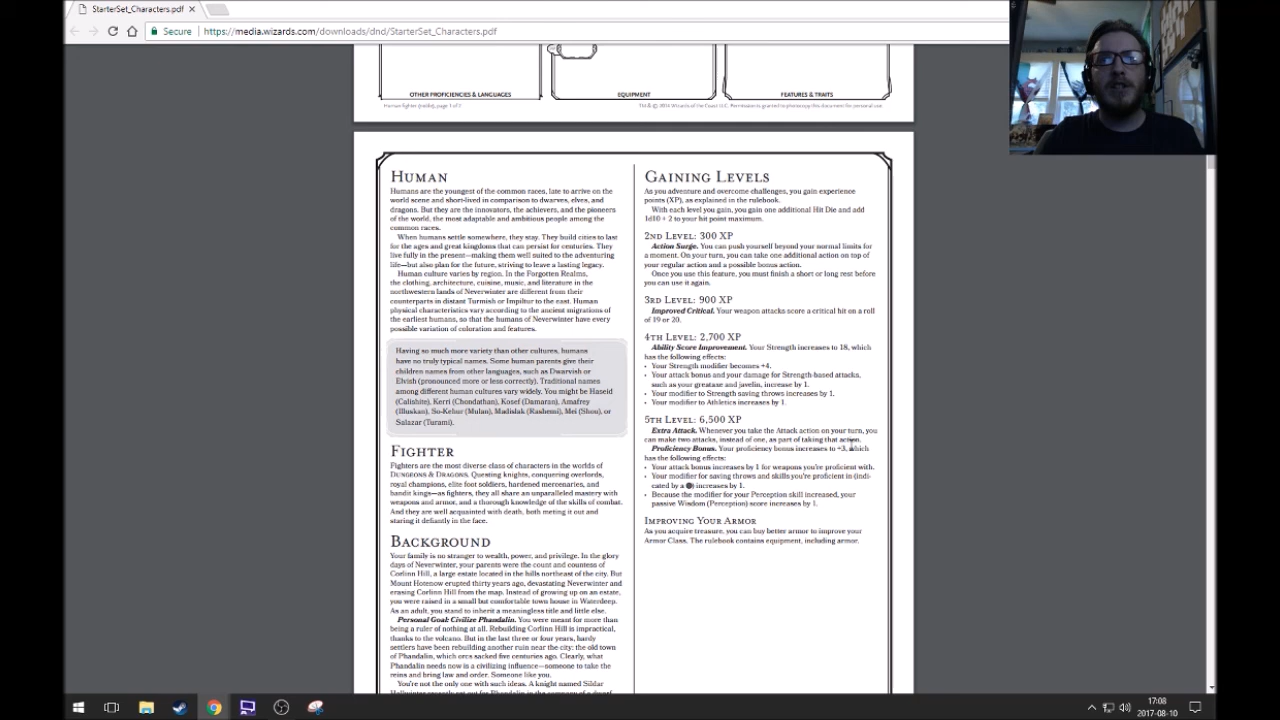 StarterSet_Characters.pdf
Secure
https://media.wizards.com/downloads/dnd/StarterSet_Characters.pdf
OTHER PROFICIENCIES & LANGUAGES
EQUIPMENT
FEATURES & TRAITS
Human fighter (noble), page 1 of 2
TM & © 2014 Wizards of the Coast LLC. Permission is granted to photocopy this document for personal use.
HUMAN
Humans are the youngest of the common races, late to arrive on the
world scene and short-lived in comparison to dwarves, elves, and
dragons. But they are the innovators, the achievers, and the pioneers
of the world, the most adaptable and ambitious people among the
common races.
When humans settle somewhere, they stay. They build cities to last
for the ages and great kingdoms that can persist for centuries. They
live fully in the present—making them well suited to the adventuring
life—but also plan for the future, striving to leave a lasting legacy.
Human culture varies by region. In the Forgotten Realms,
the clothing, architecture, cuisine, music, and literature in the
northwestern lands of Neverwinter are different from their
counterparts in distant Turmish or Impiltur to the east. Human
physical characteristics vary according to the ancient migrations of
the earliest humans, so that the humans of Neverwinter have every
possible variation of coloration and features.
Having so much more variety than other cultures, humans
have no truly typical names. Some human parents give their
children names from other languages, such as Dwarvish or
Elvish (pronounced more or less correctly). Traditional names
among different human cultures vary widely. You might be Haseid
(Calishite), Kerri (Chondathan), Kosef (Damaran), Amafrey
(Illuskan), So-Kehur (Mulan), Madislak (Rashemi), Mei (Shou), or
Salazar (Turami).
FIGHTER
Fighters are the most diverse class of characters in the worlds of
DUNGEONS & DRAGONS. Questing knights, conquering overlords,
royal champions, elite foot soldiers, hardened mercenaries, and
bandit kings—as fighters, they all share an unparalleled mastery with
weapons and armor, and a thorough knowledge of the skills of combat.
And they are well acquainted with death, both meting it out and
staring it defiantly in the face.
BACKGROUND
Your family is no stranger to wealth, power, and privilege. In the glory
days of Neverwinter, your parents were the count and countess of
Corlinn Hill, a large estate located in the hills northeast of the city. But
Mount Hotenow erupted thirty years ago, devastating Neverwinter and
erasing Corlinn Hill from the map. Instead of growing up on an estate,
you were raised in a small but comfortable town house in Waterdeep.
As an adult, you stand to inherit a meaningless title and little else.
Personal Goal: Civilize Phandalin. You were meant for more than
being a ruler of nothing at all. Rebuilding Corlinn Hill is impractical,
thanks to the volcano. But in the last three or four years, hardy
settlers have been rebuilding another ruin near the city: the old town
of Phandalin, which orcs sacked five centuries ago. Clearly, what
Phandalin needs now is a civilizing influence—someone to take the
reins and bring law and order. Someone like you.
You're not the only one with such ideas. A knight named Sildar
GAINING LEVELS
As you adventure and overcome challenges, you gain experience
points (XP), as explained in the rulebook.
With each level you gain, you gain one additional Hit Die and add
1d10 + 2 to your hit point maximum.
2ND LEVEL: 300 XP
Action Surge. You can push yourself beyond your normal limits for
a moment. On your turn, you can take one additional action on top of
your regular action and a possible bonus action.
Once you use this feature, you must finish a short or long rest before
you can use it again.
3RD LEVEL: 900 XP
Improved Critical. Your weapon attacks score a critical hit on a roll
of 19 or 20.
4TH LEVEL: 2,700 XP
Ability Score Improvement. Your Strength increases to 18, which
has the following effects:
• Your Strength modifier becomes +4.
• Your attack bonus and your damage for Strength-based attacks,
such as your greataxe and javelin, increase by 1.
• Your modifier to Strength saving throws increases by 1.
• Your modifier to Athletics increases by 1.
5TH LEVEL: 6,500 XP
Extra Attack. Whenever you take the Attack action on your turn, you
can make two attacks, instead of one, as part of taking that action.
Proficiency Bonus. Your proficiency bonus increases to +3, which
has the following effects:
• Your attack bonus increases by 1 for weapons you're proficient with.
• Your modifier for saving throws and skills you're proficient in (indi-
cated by a ) increases by 1.
• Because the modifier for your Perception skill increased, your
passive Wisdom (Perception) score increases by 1.
IMPROVING YOUR ARMOR
As you acquire treasure, you can buy better armor to improve your
Armor Class. The rulebook contains equipment, including armor.
17:08
2017-08-10